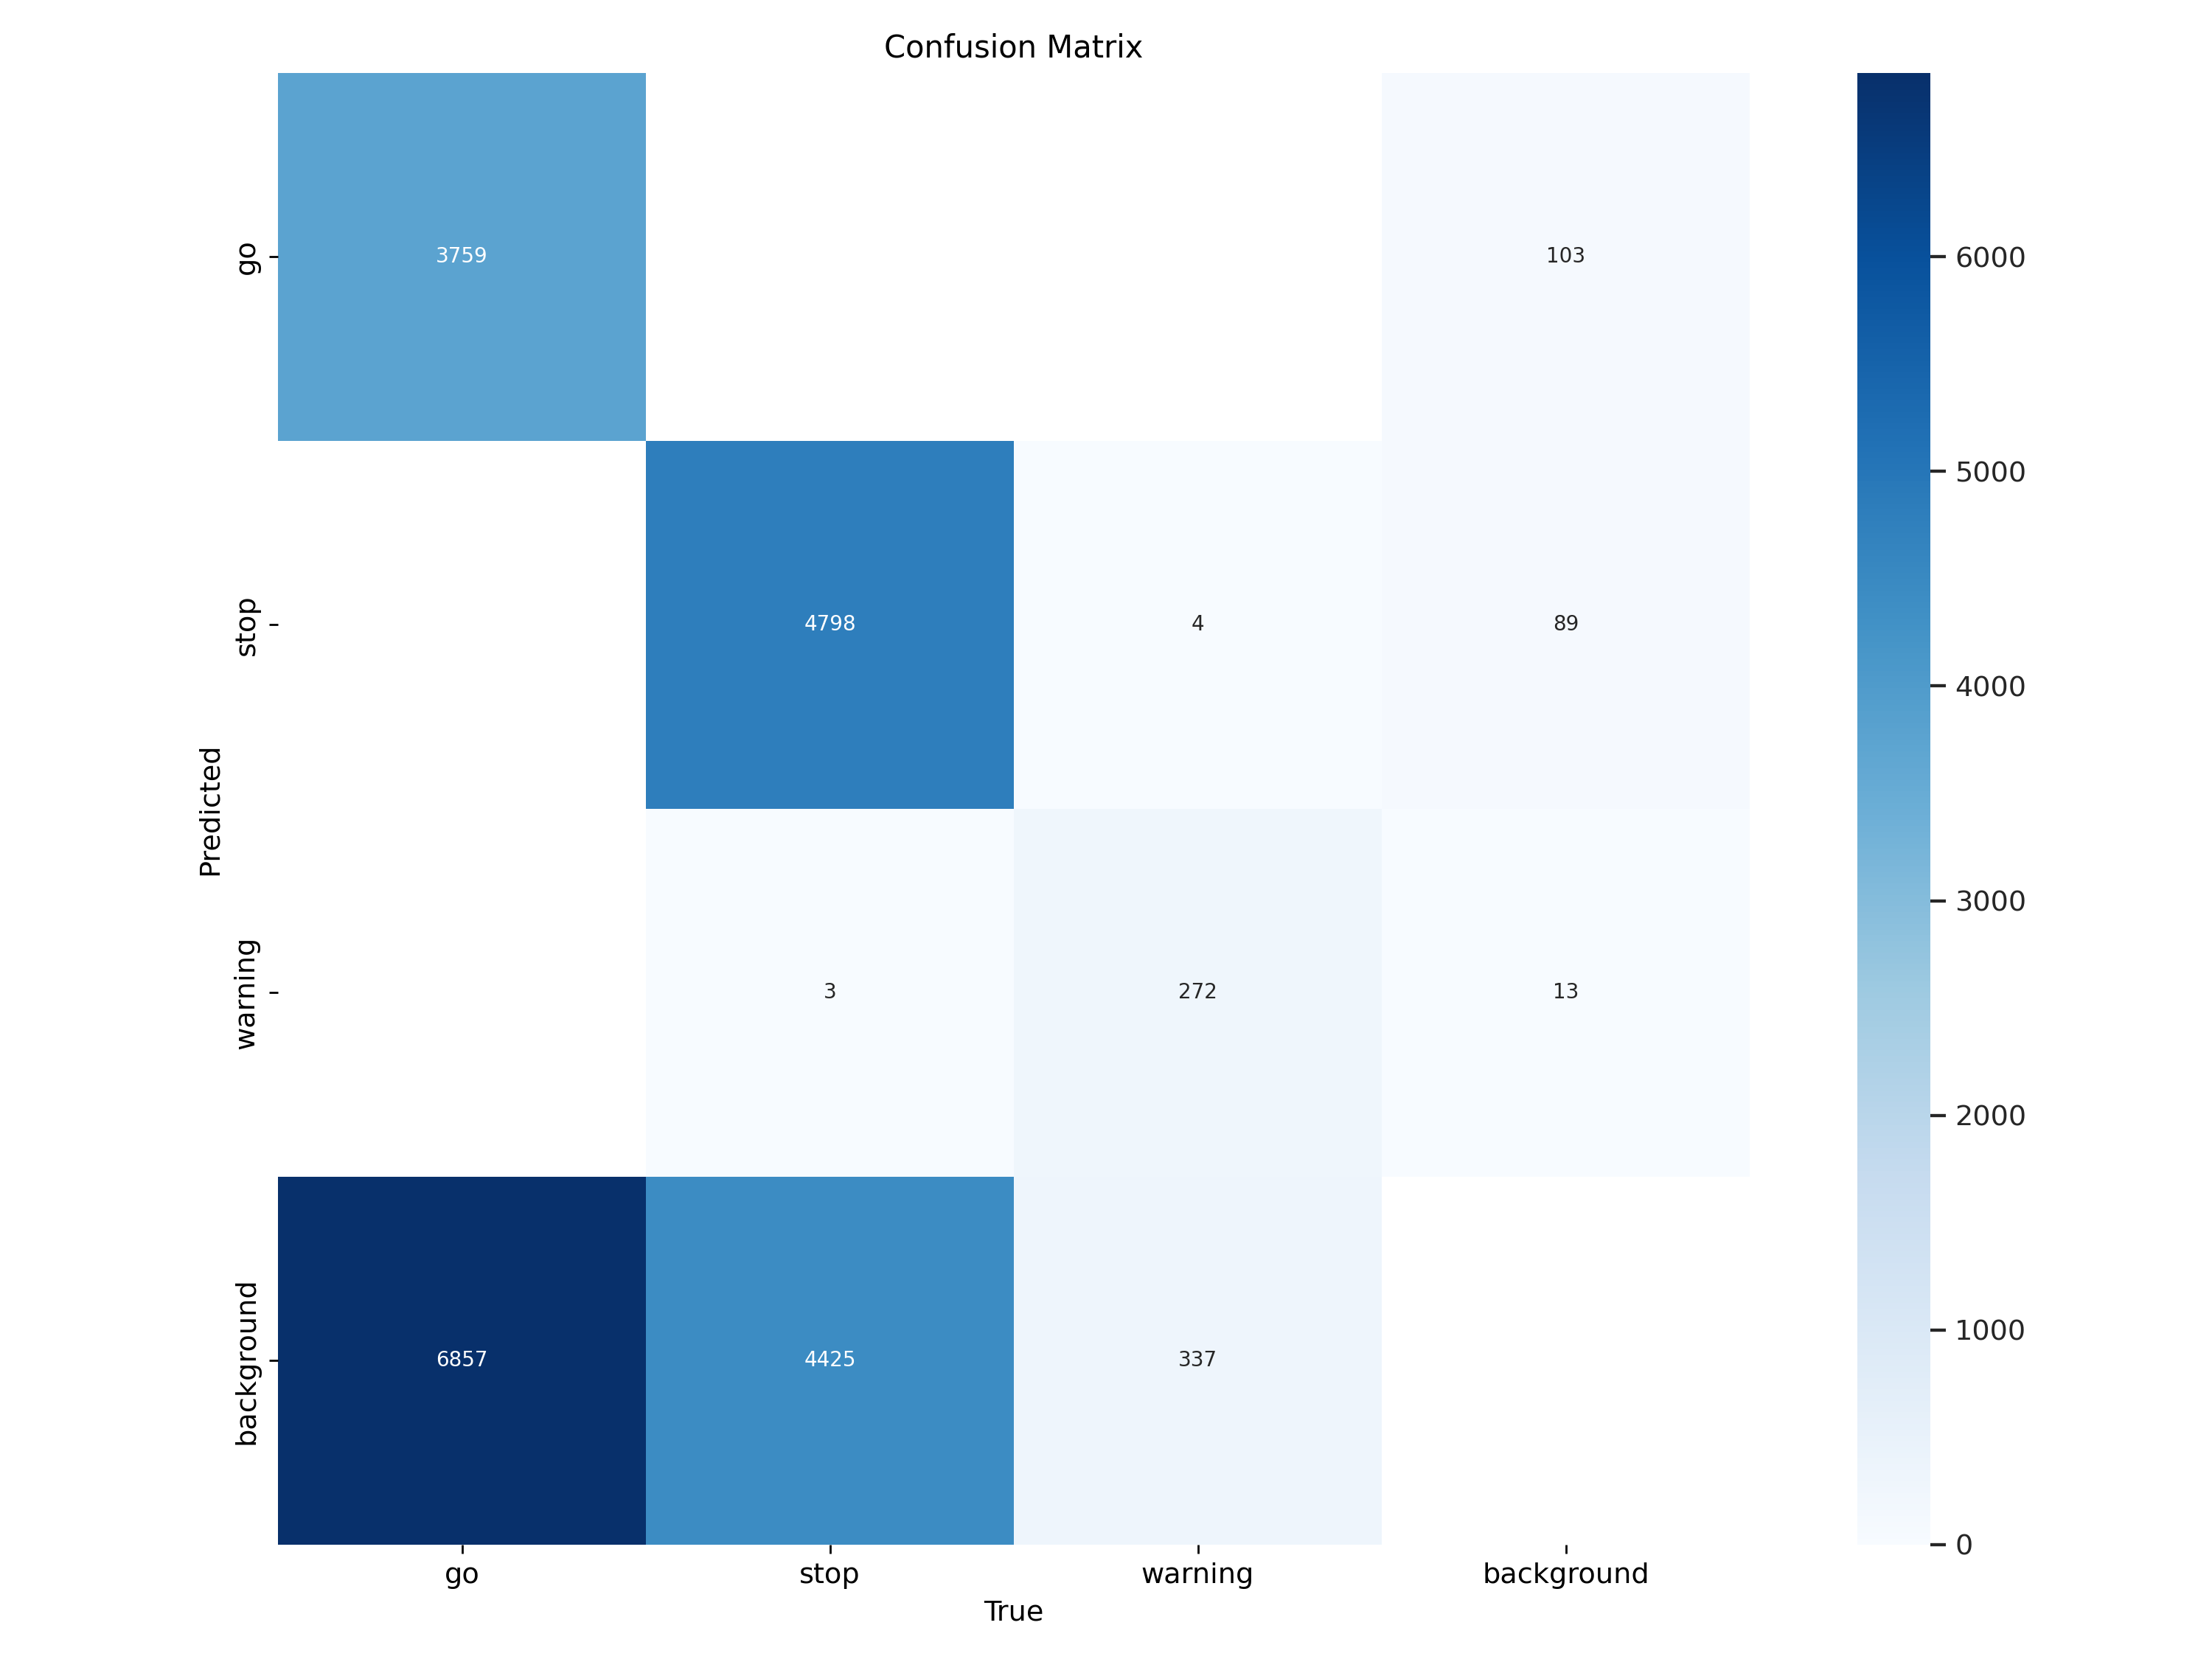 Confusion Matrix
go
3759
103
6000
5000
stop
4798
4
89
4000
Predicted
3000
warning
3
272
13
2000
1000
background
6857
4425
337
0
go
stop
warning
background
True